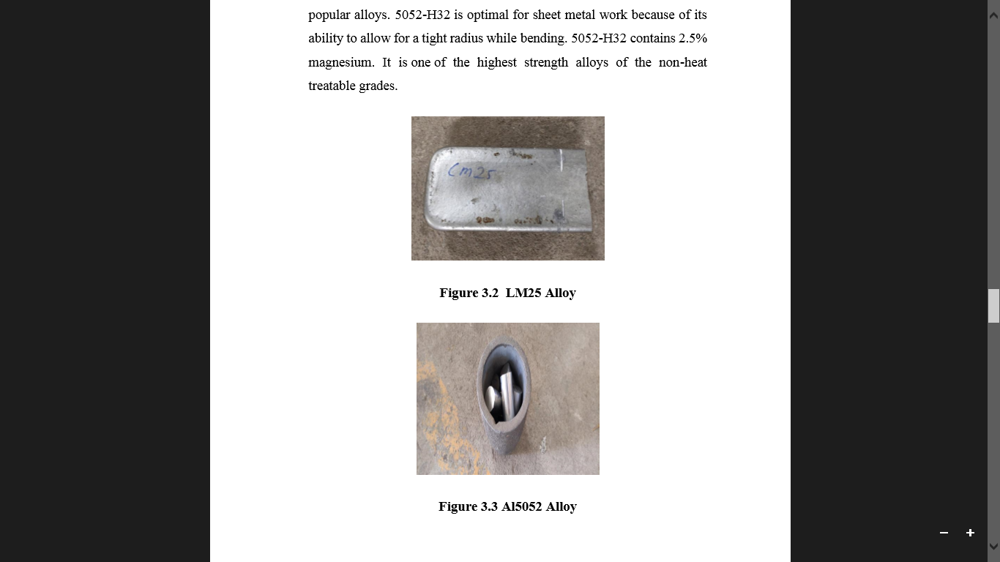 popular alloys. 5052-H32 is optimal for sheet metal work because of its
ability to allow for a tight radius while bending. 5052-H32 contains 2.5%
magnesium. It is one of the highest strength alloys of the non-heat
treatable grades.
Lm25
Figure 3.2 LM25 Alloy
Figure 3.3 Al5052 Alloy